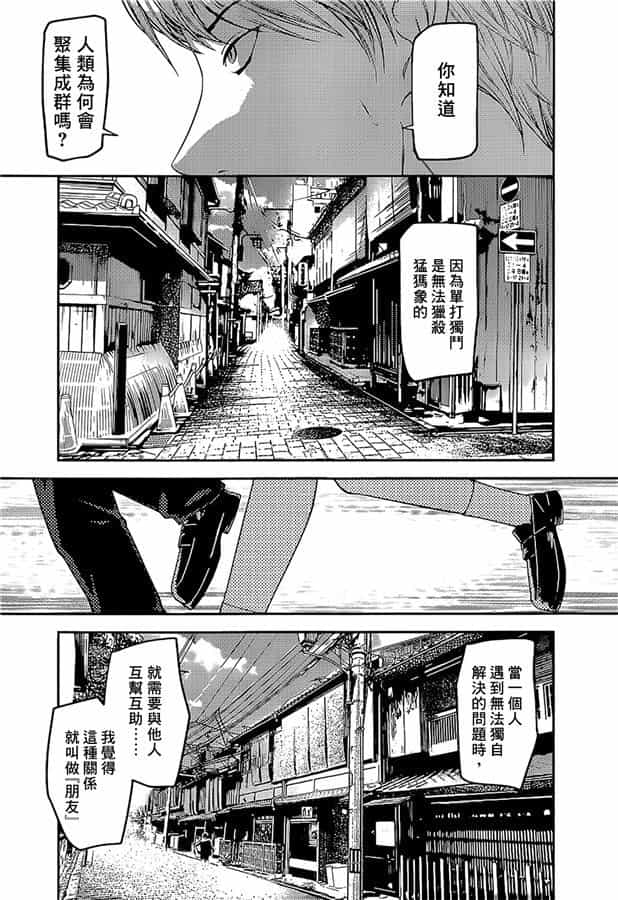 你知道
人類為何會
聚集成群嗎？
因為單打獨鬥
是無法獵殺
猛獁象的
當一個人
遇到無法獨自
解決的問題時，
就需要與他人
互幫互助……
我覺得
這種關係
就叫做『朋友』